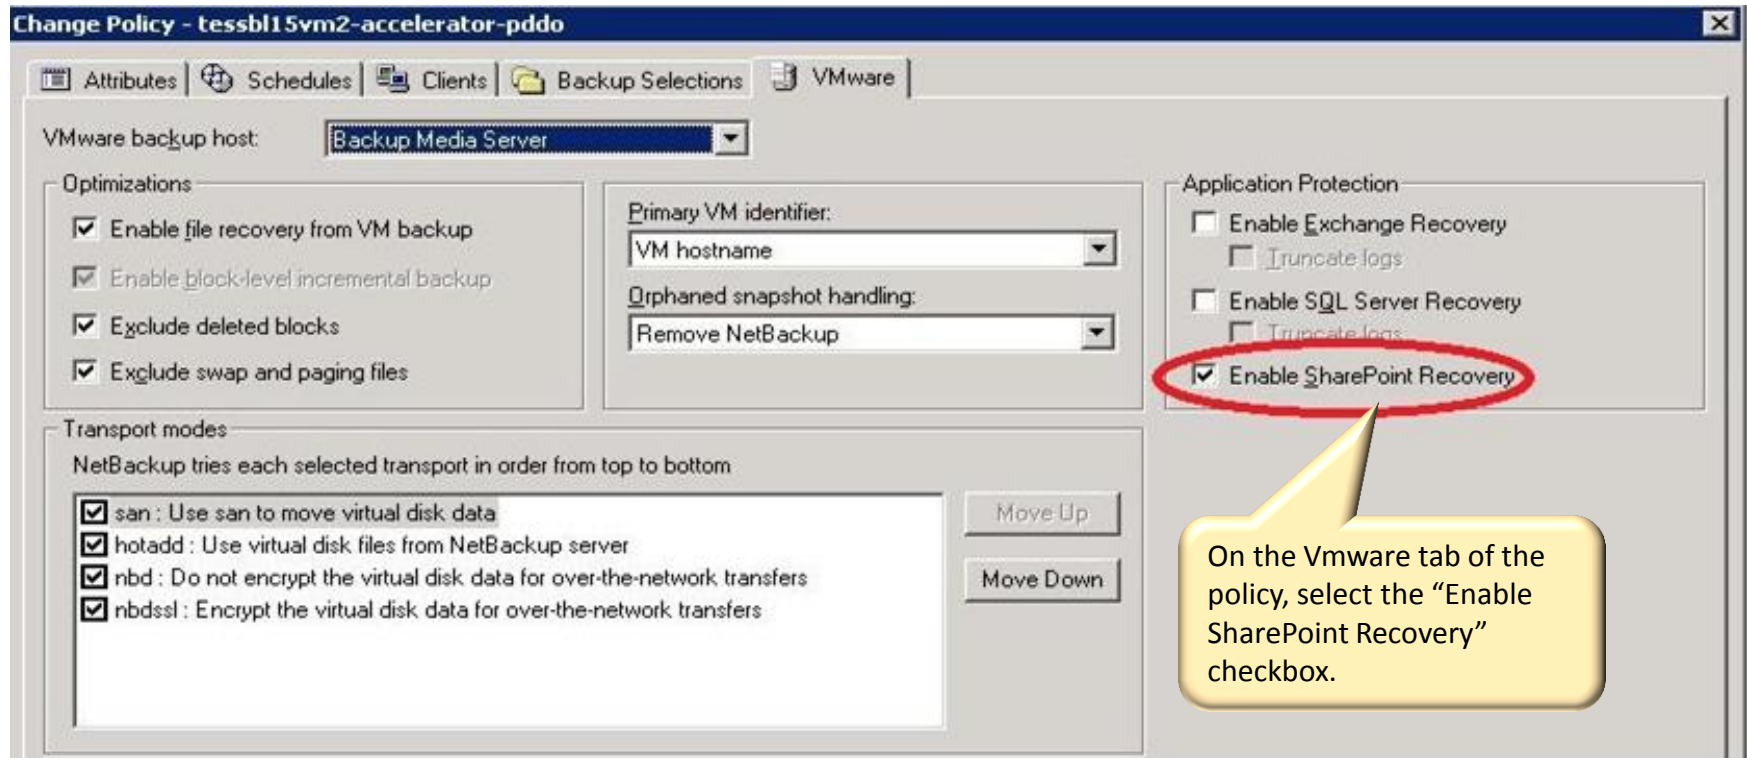 Change Policy - tessbl15vm2-accelerator-pddo
Attributes Schedules Clients Backup Selections VMware
VMware backup host: Backup Media Server
Optimizations
Enable file recovery from VM backup
Enable block-level incremental backup
Exclude deleted blocks
Exclude swap and paging files
Primary VM identifier:
VM hostname
Orphaned snapshot handling:
Remove NetBackup
Application Protection
Enable Exchange Recovery
Truncate logs
Enable SQL Server Recovery
Truncate logs
Enable SharePoint Recovery
Transport modes
NetBackup tries each selected transport in order from top to bottom
san : Use san to move virtual disk data
hotadd : Use virtual disk files from NetBackup server
nbd : Do not encrypt the virtual disk data for over-the-network transfers
nbdssl : Encrypt the virtual disk data for over-the-network transfers
Move Up
Move Down
On the Vmware tab of the
policy, select the “Enable
SharePoint Recovery”
checkbox.